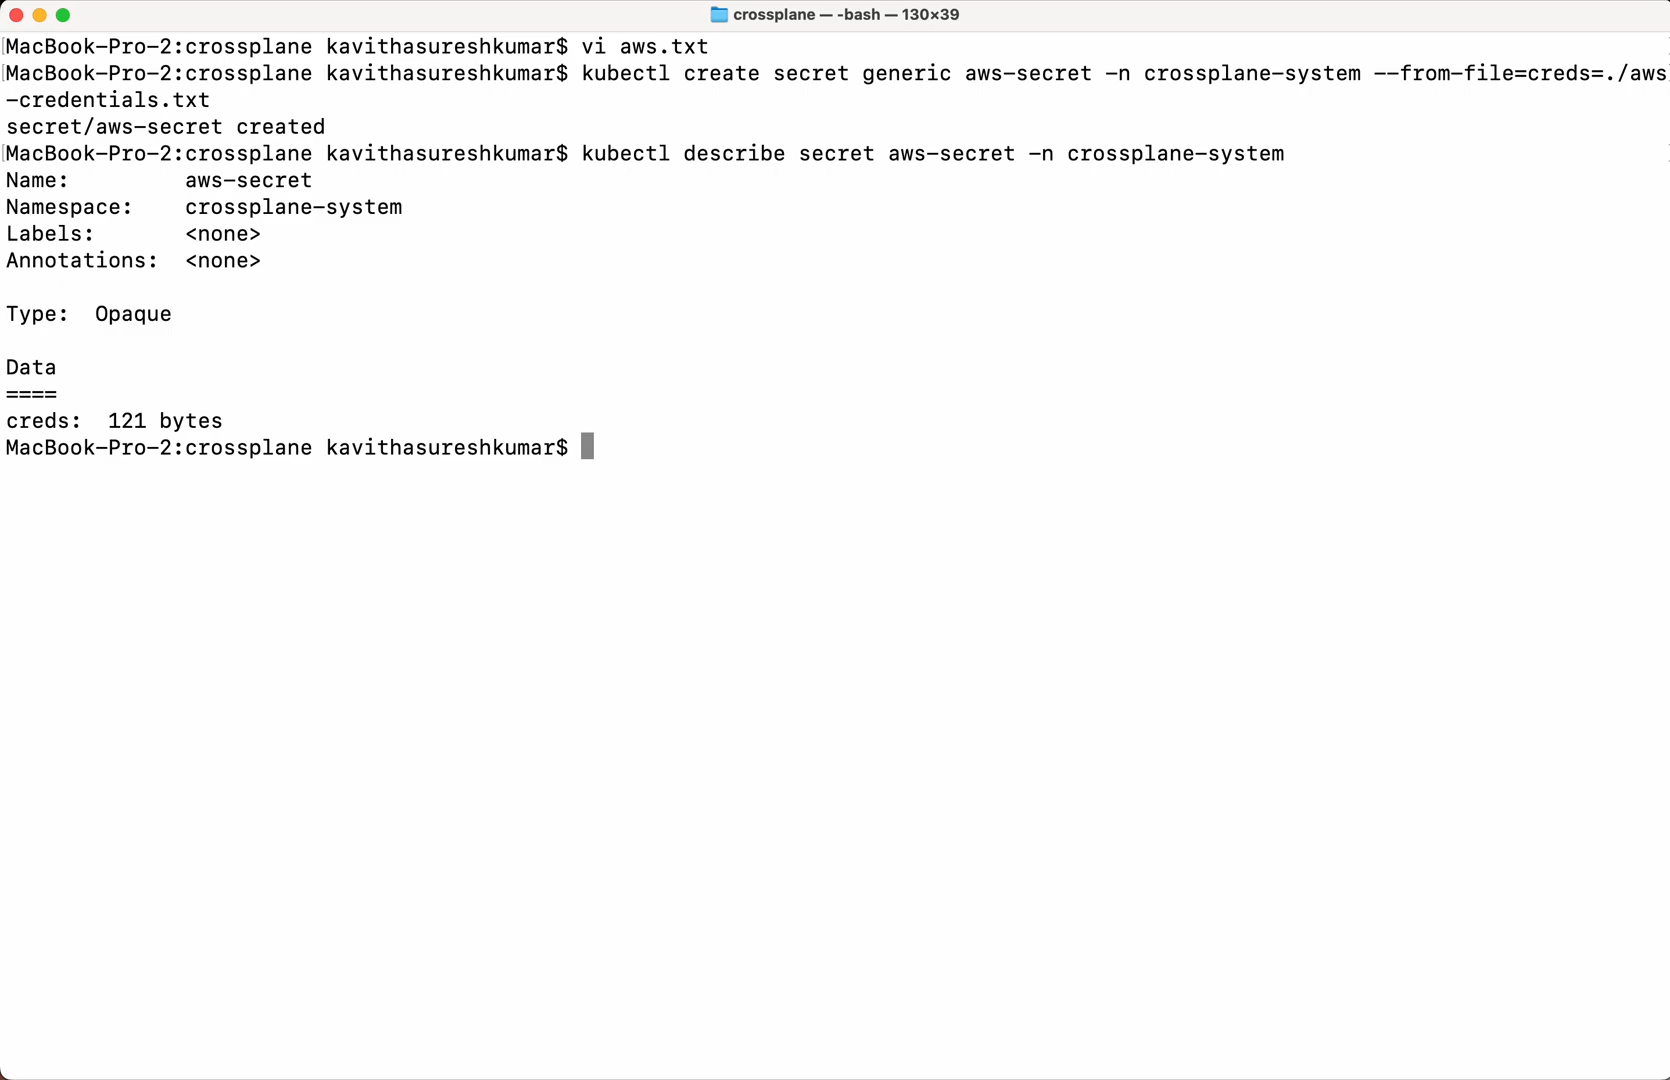 crossplane — -bash — 130×39
MacBook-Pro-2:crossplane kavithasureshkumar$ vi aws.txt
MacBook-Pro-2:crossplane kavithasureshkumar$ kubectl create secret generic aws-secret -n crossplane-system --from-file=creds=./aws
-credentials.txt
secret/aws-secret created
MacBook-Pro-2:crossplane kavithasureshkumar$ kubectl describe secret aws-secret -n crossplane-system
Name:         aws-secret
Namespace:    crossplane-system
Labels:       <none>
Annotations:  <none>

Type:  Opaque

Data
====
creds:  121 bytes
MacBook-Pro-2:crossplane kavithasureshkumar$